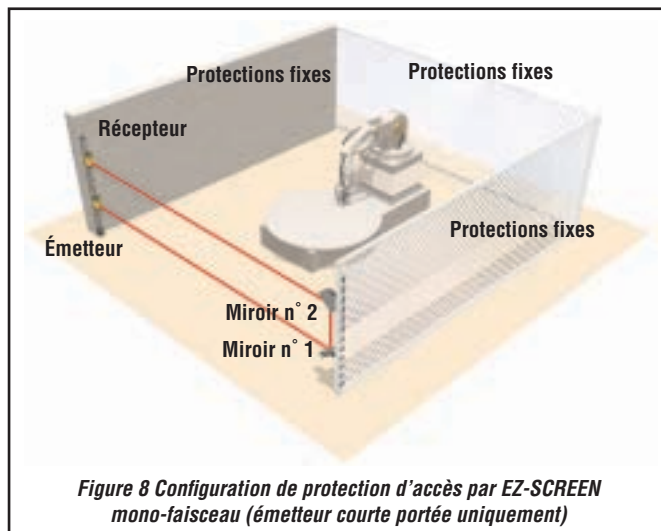 Protections fixes
Protections fixes
Récepteur
Protections fixes
Émetteur
Miroir n° 2
Miroir n° 1
Figure 8 Configuration de protection d’accès par EZ-SCREEN
mono-faisceau (émetteur courte portée uniquement)